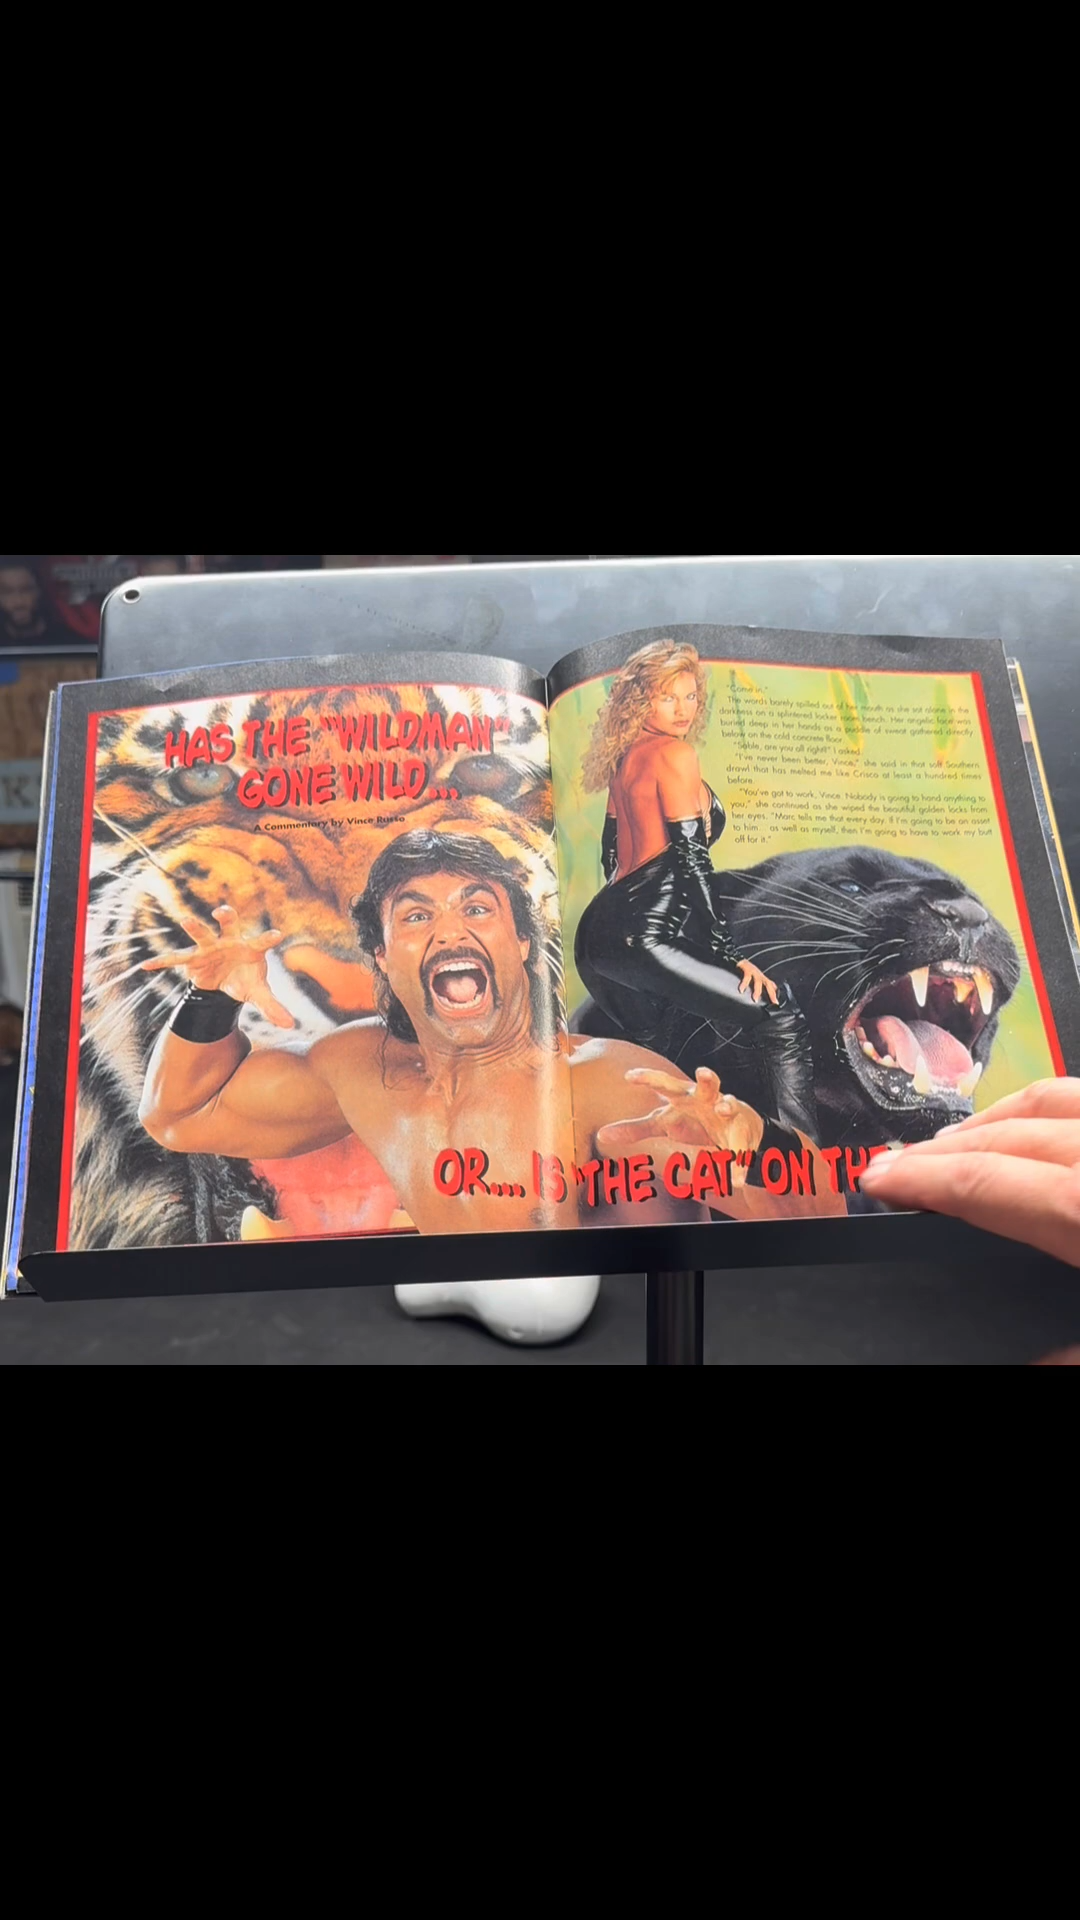 HAS THE "WILDMAN"
GONE WILD...
A Commentary by Vince Russo
"Come in."
The words barely spilled out of her mouth as she sat alone in the
darkness on a splintered locker room bench. Her angelic face was
buried deep in her hands as a puddle of sweat gathered directly
below on the cold concrete floor.
"Sable, are you all right?" I asked.
"I've never been better, Vince," she said in that soft Southern
drawl that has melted me like Crisco at least a hundred times
before.
"You've got to work, Vince. Nobody is going to hand anything to
you," she continued as she wiped the beautiful golden locks from
her eyes. "Marc tells me that every day. If I'm going to be an asset
to him... as well as myself, then I'm going to have to work my butt
off for it."
OR... IS "THE CAT" ON THE